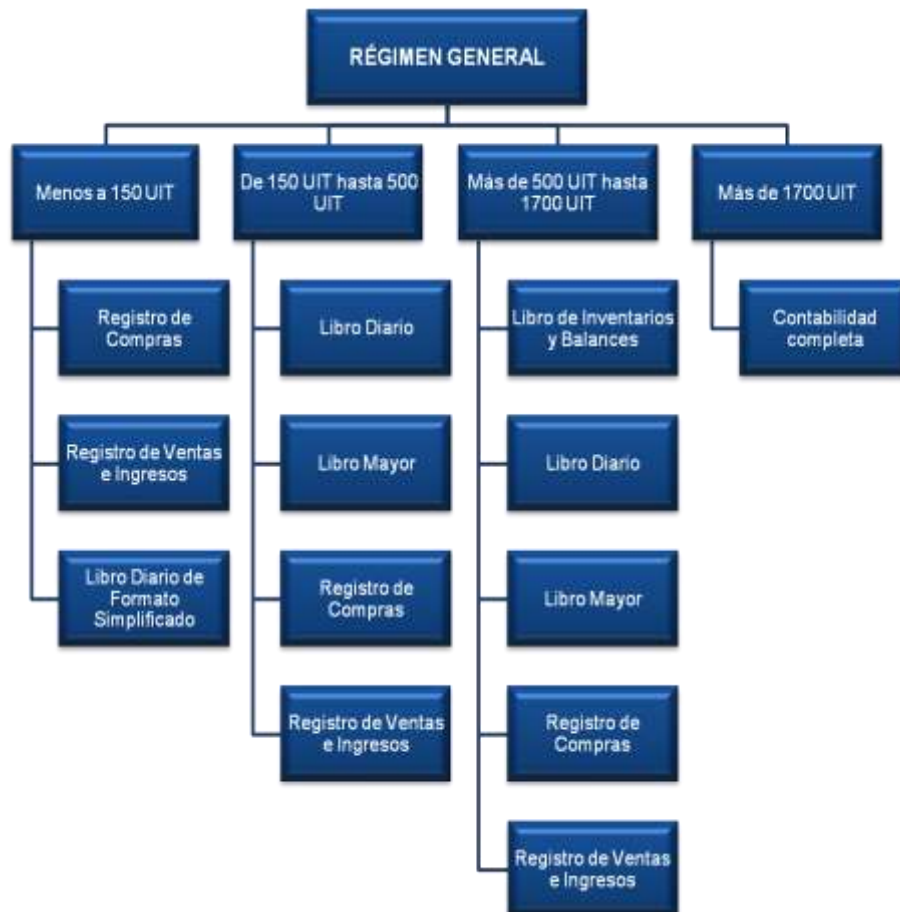 RÉGIMEN GENERAL
Menos a 150 UIT
De 150 UIT hasta 500
UIT
Más de 500 UIT hasta
1700 UIT
Más de 1700 UIT
Registro de
Compras
Registro de Ventas
e Ingresos
Libro Diario de
Formato
Simplificado
Libro Diario
Libro Mayor
Registro de
Compras
Registro de Ventas
e Ingresos
Libro de Inventarios
y Balances
Libro Diario
Libro Mayor
Registro de
Compras
Registro de Ventas
e Ingresos
Contabilidad
completa